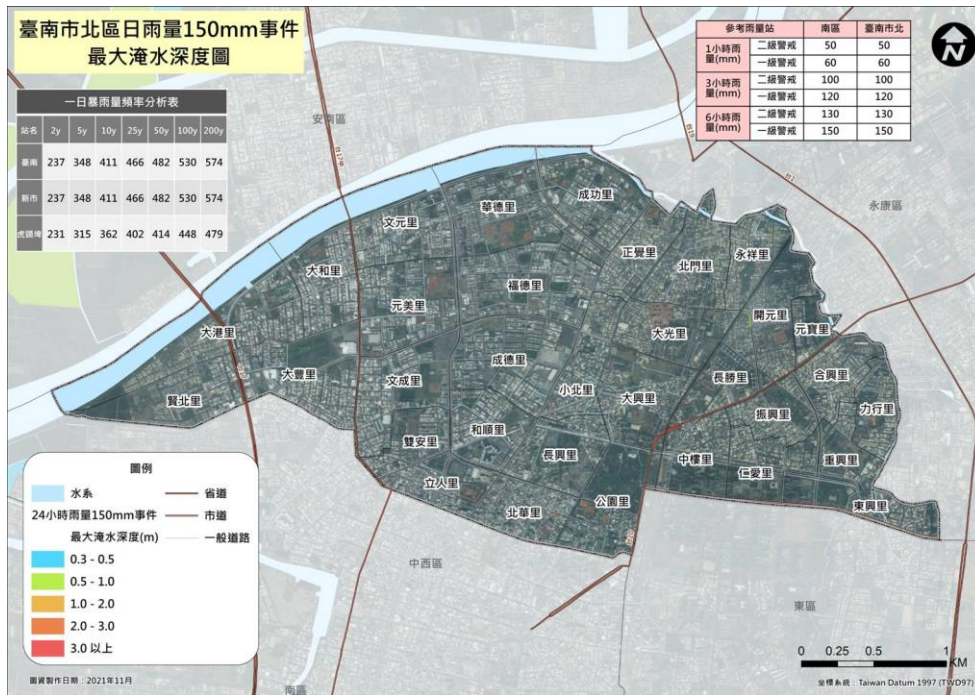 臺南市北區日雨量150mm事件
最大淹水深度圖
一日暴雨量頻率分析表
站名 2y 5y 10y 25y 50y 100y 200y
臺南 237 348 411 466 482 530 574
新市 237 348 411 466 482 530 574
虎頭埤 231 315 362 402 414 448 479
參考雨量站 南區 臺南市北
1小時雨量(mm) 二級警戒 50 50
一級警戒 60 60
3小時雨量(mm) 二級警戒 100 100
一級警戒 120 120
6小時雨量(mm) 二級警戒 130 130
一級警戒 150 150
N
安南區
台17甲
台19
台1
永康區
成功里
華德里
文元里
正覺里
北門里
永祥里
大和里
福德里
元美里
開元里
元寶里
大港里
大光里
成德里
大豐里
文成里
長勝里
合興里
小北里
大興里
賢北里
力行里
振興里
和順里
雙安里
長興里
中樓里
重興里
仁愛里
立人里
公園里
北華里
東興里
中西區
東區
南區
圖例
水系 省道
24小時雨量150mm事件 市道
最大淹水深度(m) 一般道路
0.3 - 0.5
0.5 - 1.0
1.0 - 2.0
2.0 - 3.0
3.0 以上
圖資製作日期：2021年11月
0 0.25 0.5 1
KM
坐標系統：Taiwan Datum 1997 (TWD97)